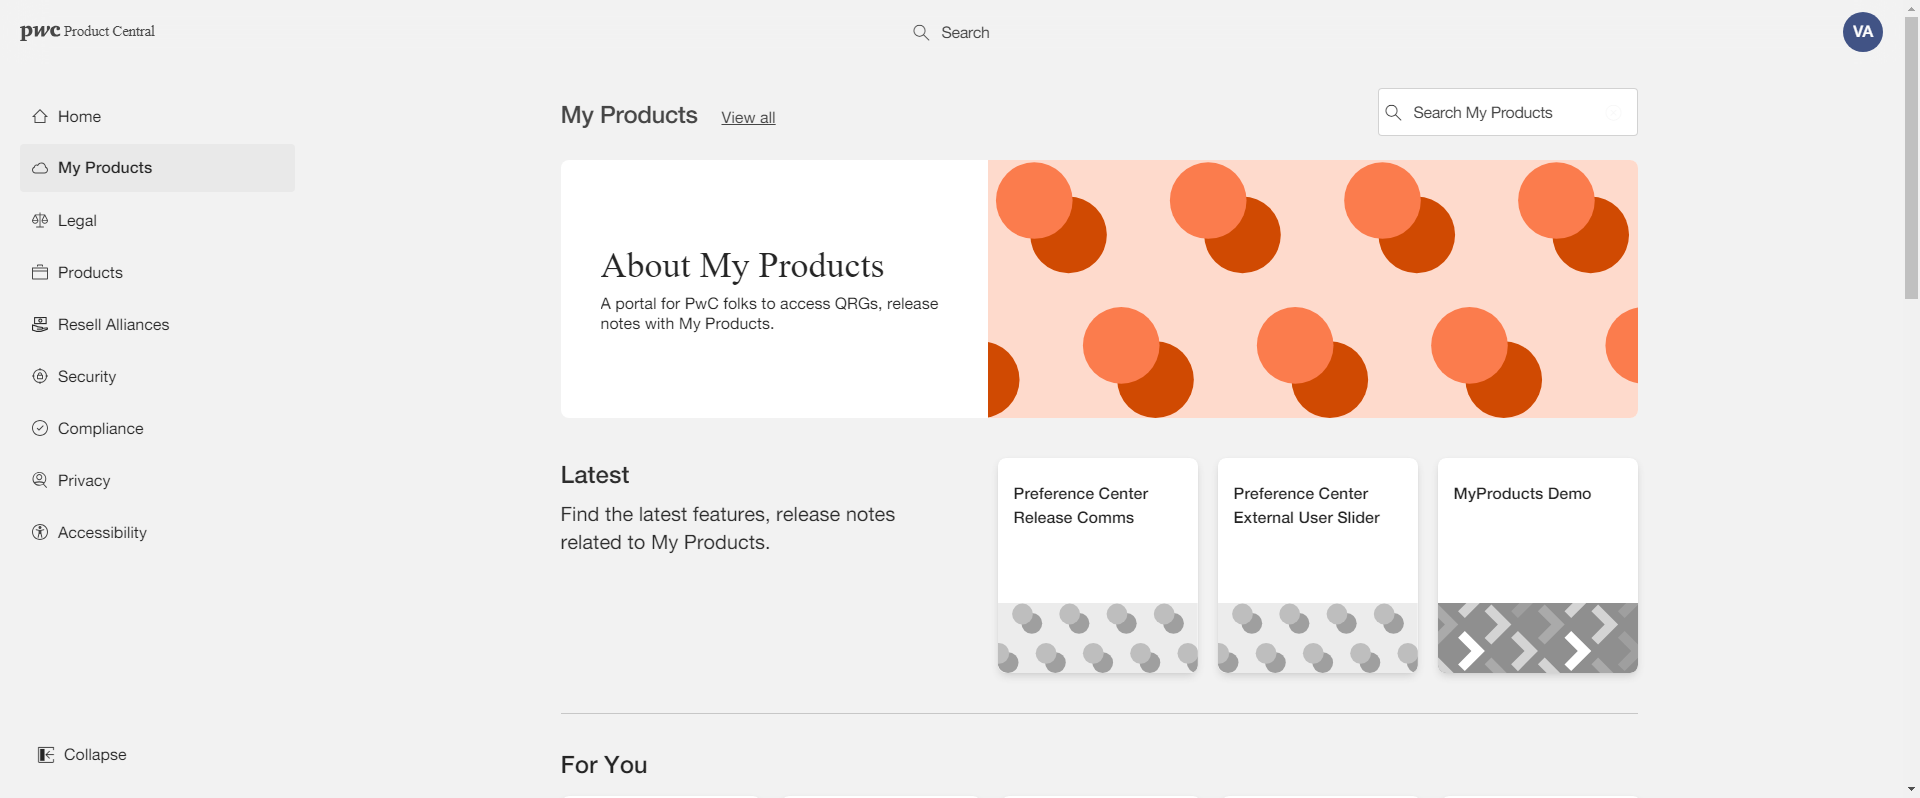 pwc Product Central
Search
VA
Home
My Products
Legal
Products
Resell Alliances
Security
Compliance
Privacy
Accessibility
Collapse
My Products
View all
Search My Products
About My Products
A portal for PwC folks to access QRGs, release
notes with My Products.
Latest
Find the latest features, release notes
related to My Products.
Preference Center
Release Comms
Preference Center
External User Slider
MyProducts Demo
For You